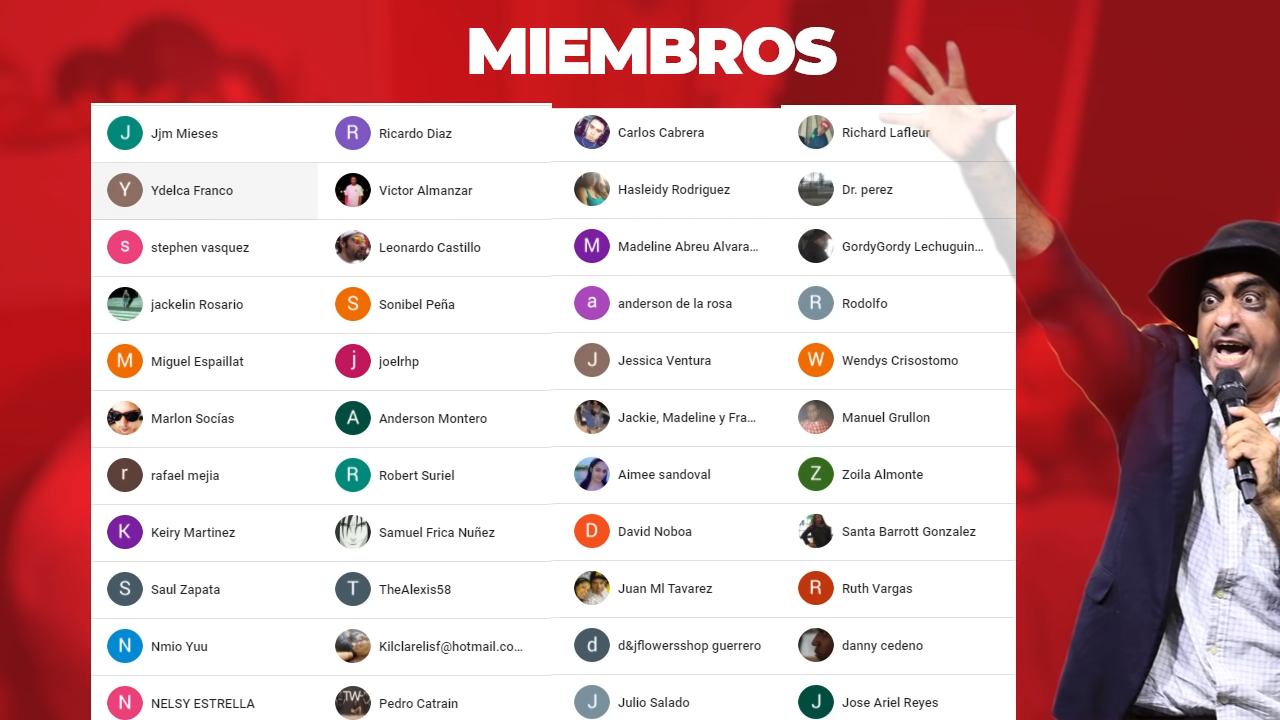 MIEMBROS
J Jjm Mieses
R Ricardo Diaz
Carlos Cabrera
Richard Lafleur
Y Ydelca Franco
Victor Almanzar
Hasleidy Rodriguez
Dr. perez
s stephen vasquez
Leonardo Castillo
M Madeline Abreu Alvara...
GordyGordy Lechuguin...
jackelin Rosario
S Sonibel Peña
a anderson de la rosa
R Rodolfo
M Miguel Espaillat
j joelrhp
J Jessica Ventura
W Wendys Crisostomo
Marlon Socías
A Anderson Montero
Jackie, Madeline y Fra...
Manuel Grullon
r rafael mejia
R Robert Suriel
Aimee sandoval
Z Zoila Almonte
K Keiry Martinez
Samuel Frica Nuñez
D David Noboa
Santa Barrott Gonzalez
S Saul Zapata
T TheAlexis58
Juan Ml Tavarez
R Ruth Vargas
N Nmio Yuu
Kilclarelisf@hotmail.co...
d d&jflowersshop guerrero
danny cedeno
N NELSY ESTRELLA
TW Pedro Catrain
J Julio Salado
J Jose Ariel Reyes